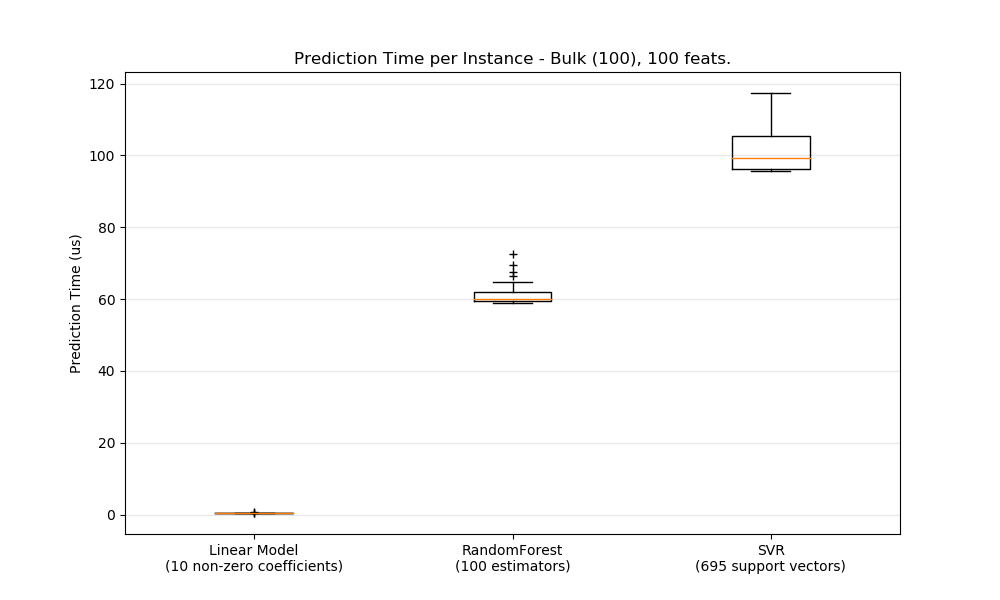 Prediction Time per Instance - Bulk (100), 100 feats.
Prediction Time (us)
120
100
80
60
40
20
0
Linear Model
(10 non-zero coefficients)
RandomForest
(100 estimators)
SVR
(695 support vectors)